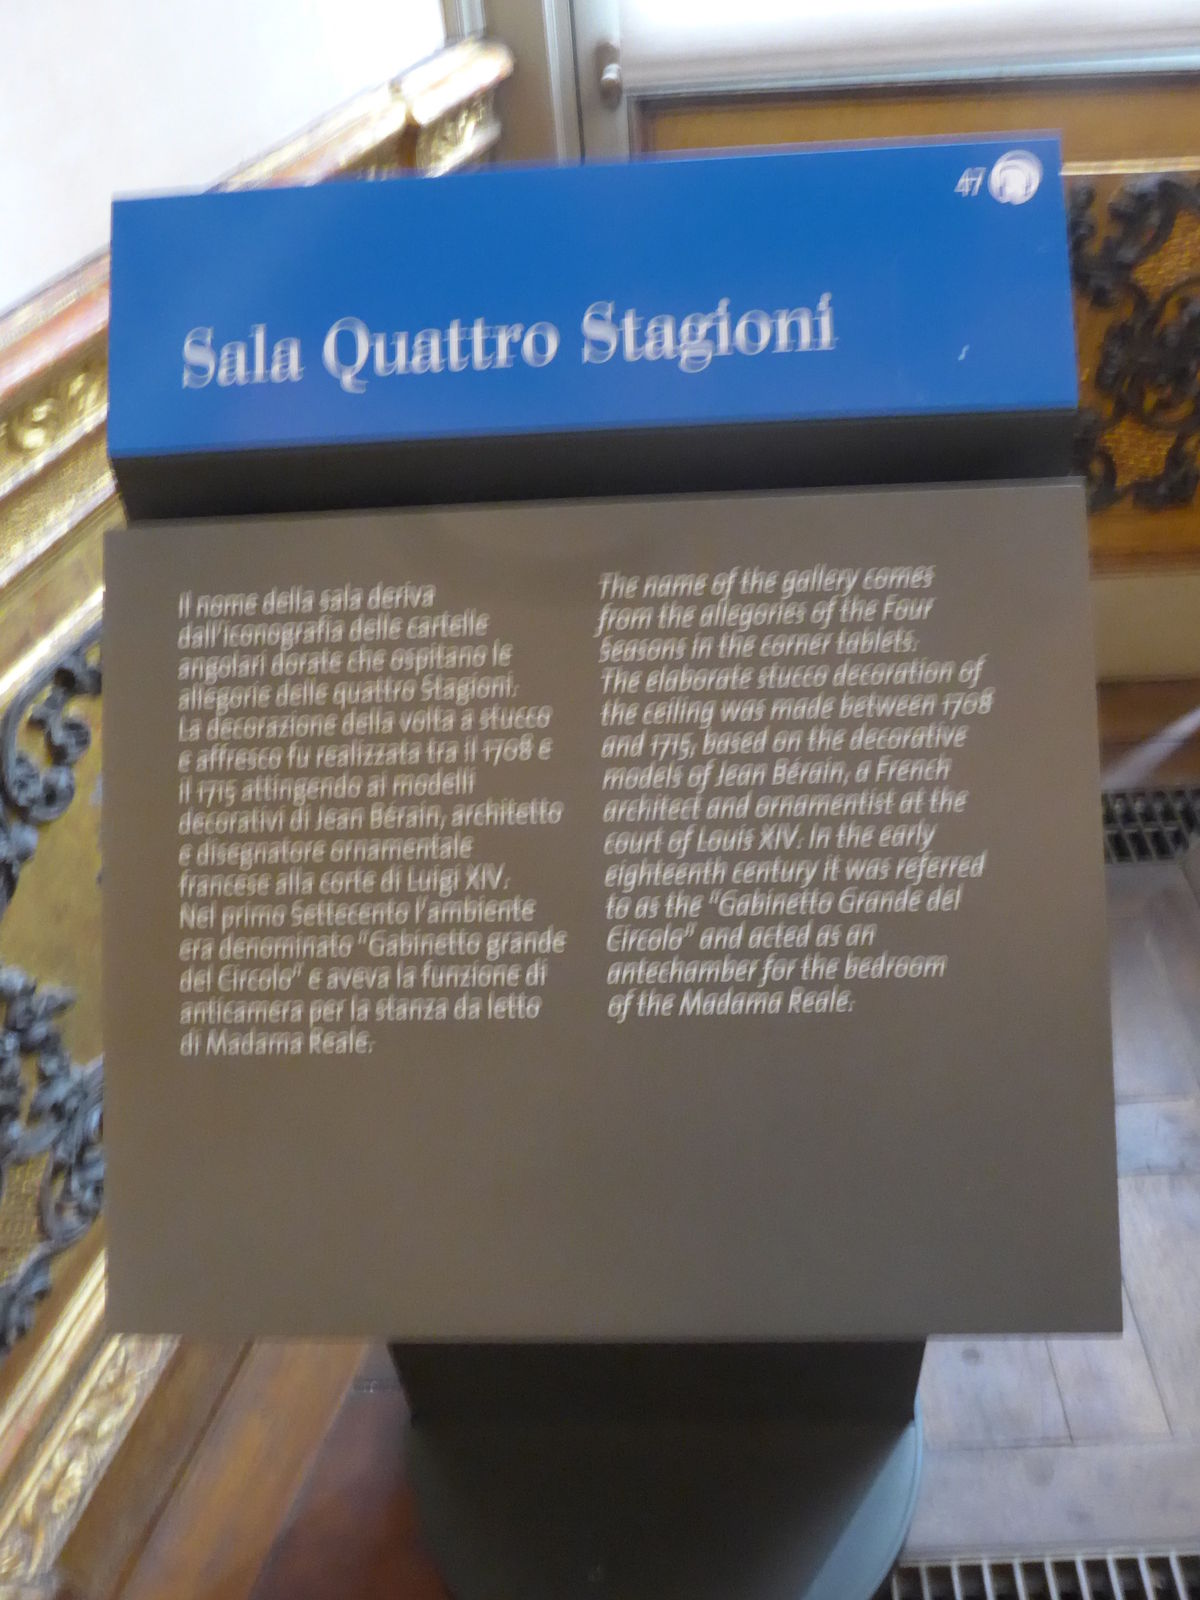 47
Sala Quattro Stagioni
Il nome della sala deriva
dall'iconografia delle cartelle
angolari dorate che ospitano le
allegorie delle quattro Stagioni.
La decorazione della volta a stucco
e affresco fu realizzata tra il 1708 e
il 1715 attingendo ai modelli
decorativi di Jean Bérain, architetto
e disegnatore ornamentale
francese alla corte di Luigi XIV.
Nel primo Settecento l'ambiente
era denominato "Gabinetto grande
del Circolo" e aveva la funzione di
anticamera per la stanza da letto
di Madama Reale.
The name of the gallery comes
from the allegories of the Four
Seasons in the corner tablets.
The elaborate stucco decoration of
the ceiling was made between 1708
and 1715, based on the decorative
models of Jean Bérain, a French
architect and ornamentist at the
court of Louis XIV. In the early
eighteenth century it was referred
to as the "Gabinetto Grande del
Circolo" and acted as an
antechamber for the bedroom
of the Madama Reale.